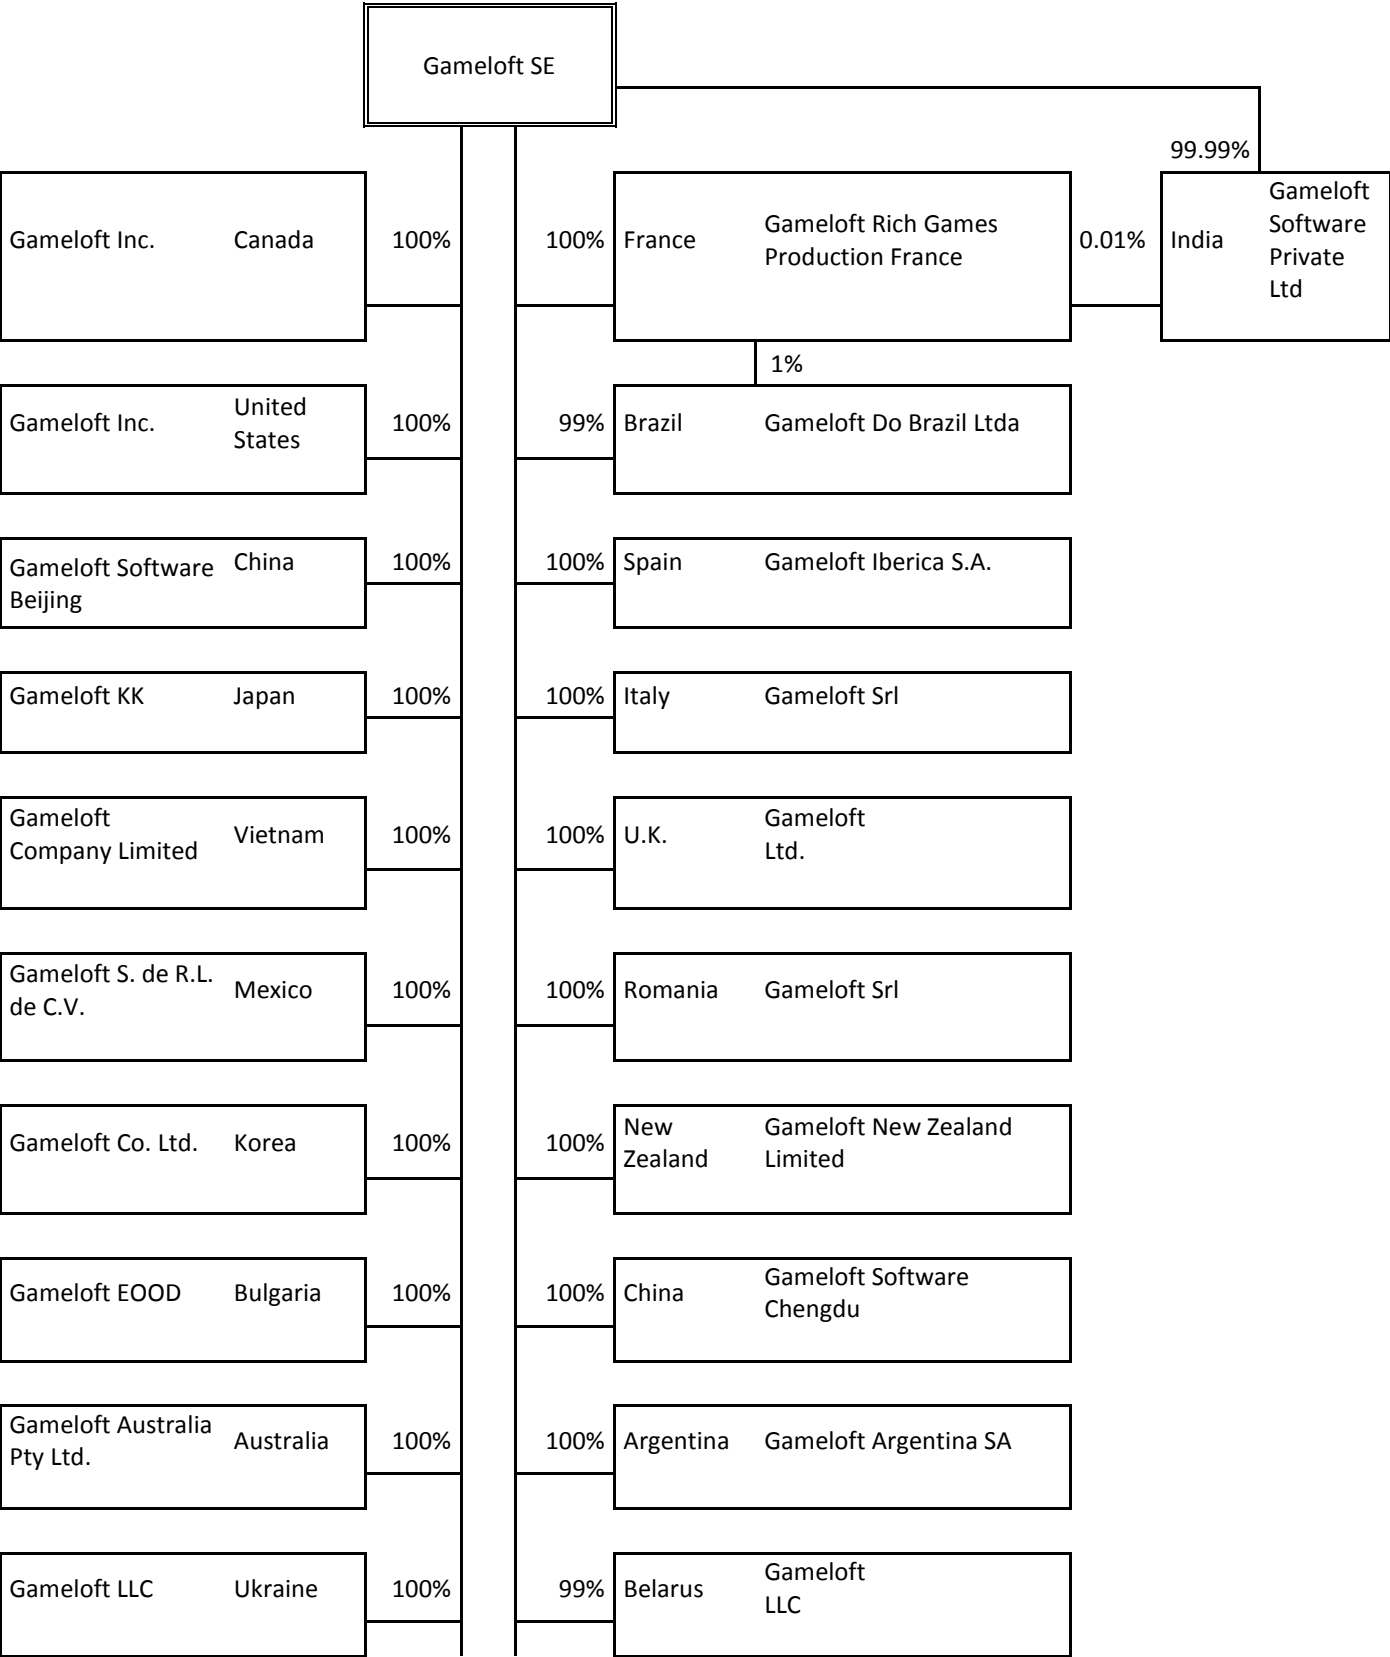 Gameloft SE
99.99%
Gameloft Inc.
Canada
100%
100%
France
Gameloft Rich Games
Production France
0.01%
India
Gameloft
Software
Private
Ltd
1%
Gameloft Inc.
United
States
100%
99%
Brazil
Gameloft Do Brazil Ltda
Gameloft Software
Beijing
China
100%
100%
Spain
Gameloft Iberica S.A.
Gameloft KK
Japan
100%
100%
Italy
Gameloft Srl
Gameloft
Company Limited
Vietnam
100%
100%
U.K.
Gameloft
Ltd.
Gameloft S. de R.L.
de C.V.
Mexico
100%
100%
Romania
Gameloft Srl
Gameloft Co. Ltd.
Korea
100%
100%
New
Zealand
Gameloft New Zealand
Limited
Gameloft EOOD
Bulgaria
100%
100%
China
Gameloft Software
Chengdu
Gameloft Australia
Pty Ltd.
Australia
100%
100%
Argentina
Gameloft Argentina SA
Gameloft LLC
Ukraine
100%
99%
Belarus
Gameloft
LLC